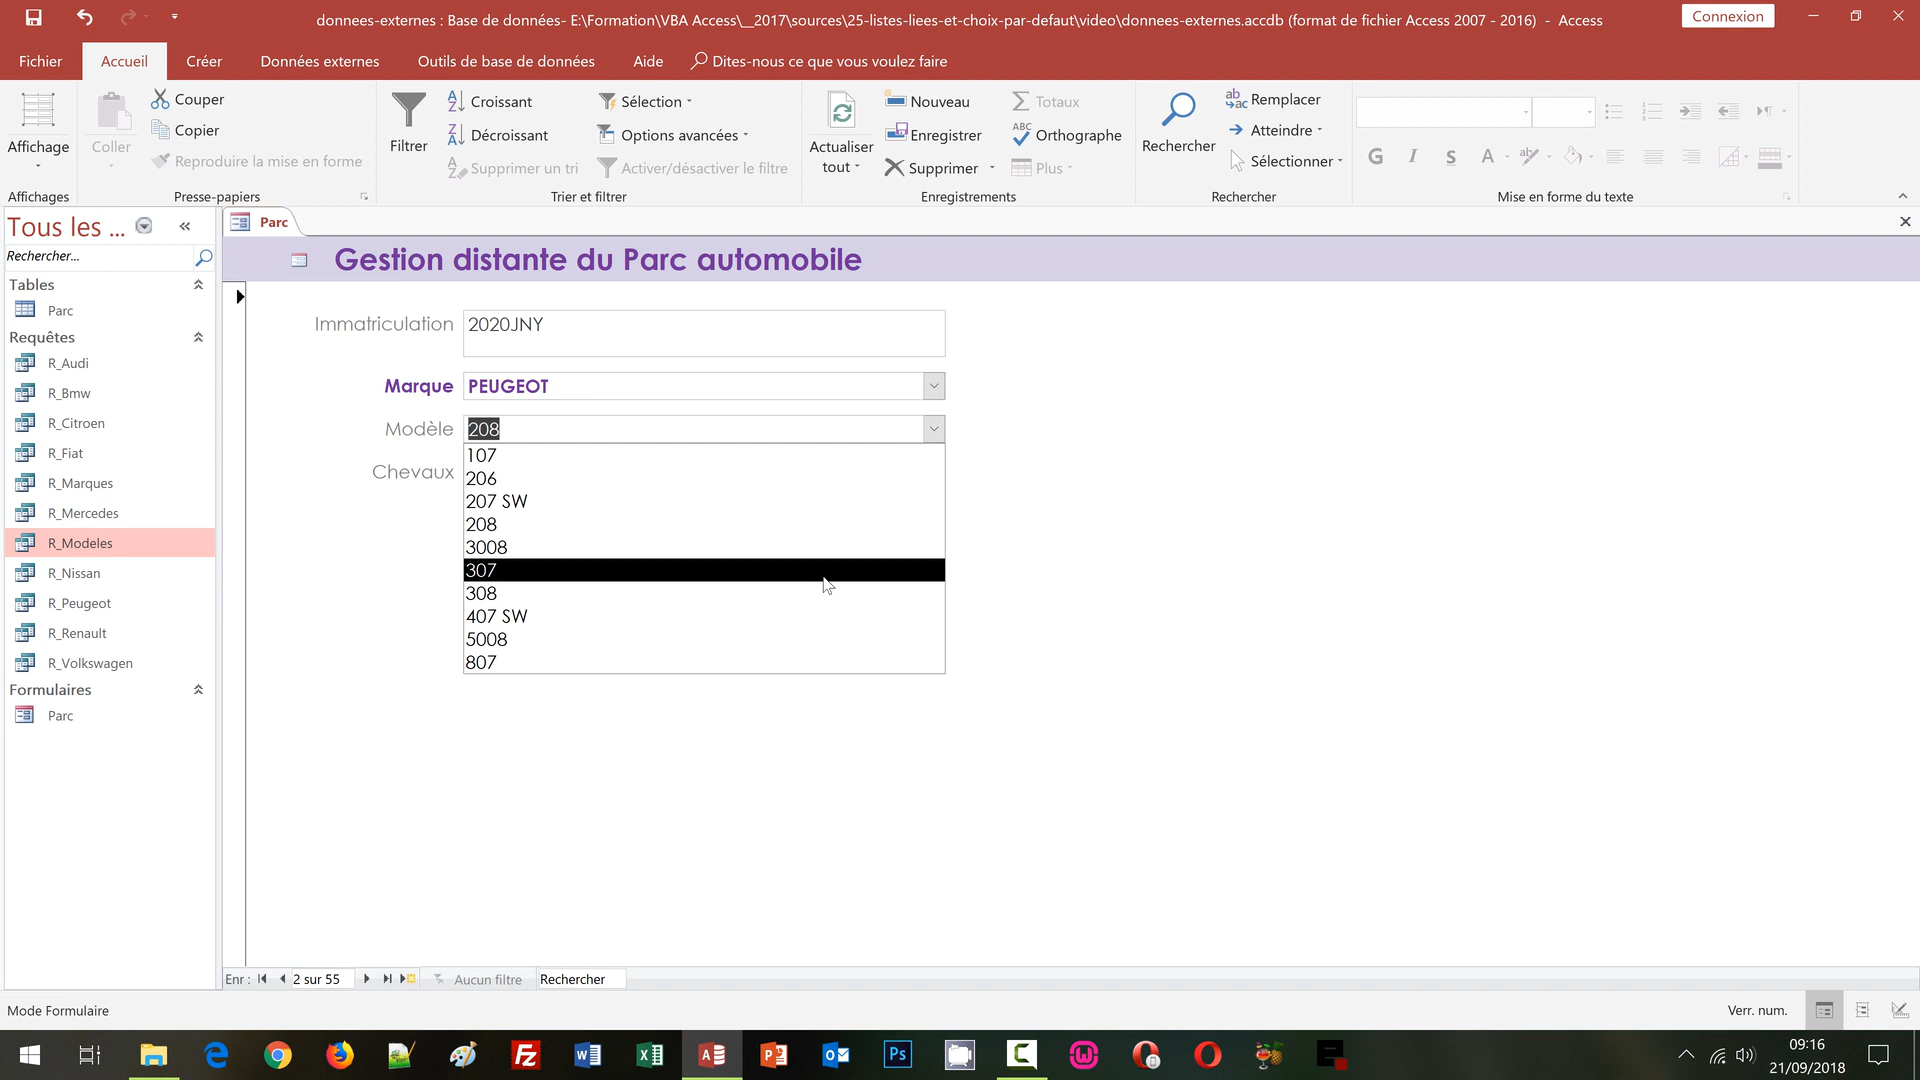 donnees-externes : Base de données- E:\Formation\VBA Access\__2017\sources\25-listes-liees-et-choix-par-defaut\video\donnees-externes.accdb (format de fichier Access 2007 - 2016) - Access
Connexion
Fichier
Accueil
Créer
Données externes
Outils de base de données
Aide
Dites-nous ce que vous voulez faire
Affichage
Affichages
Coller
Couper
Copier
Reproduire la mise en forme
Presse-papiers
Filtrer
Croissant
Décroissant
Supprimer un tri
Sélection
Options avancées
Activer/désactiver le filtre
Trier et filtrer
Actualiser
tout
Nouveau
Enregistrer
Supprimer
Totaux
Orthographe
Plus
Enregistrements
Rechercher
Remplacer
Atteindre
Sélectionner
Rechercher
G I S A
Mise en forme du texte
Tous les ...
Rechercher...
Tables
Parc
Requêtes
R_Audi
R_Bmw
R_Citroen
R_Fiat
R_Marques
R_Mercedes
R_Modeles
R_Nissan
R_Peugeot
R_Renault
R_Volkswagen
Formulaires
Parc
Parc
Gestion distante du Parc automobile
Immatriculation 2020JNY
Marque PEUGEOT
Modèle 208
Chevaux
107
206
207 SW
208
3008
307
308
407 SW
5008
807
Enr : 2 sur 55 Aucun filtre Rechercher
Mode Formulaire
Verr. num.
09:16
21/09/2018